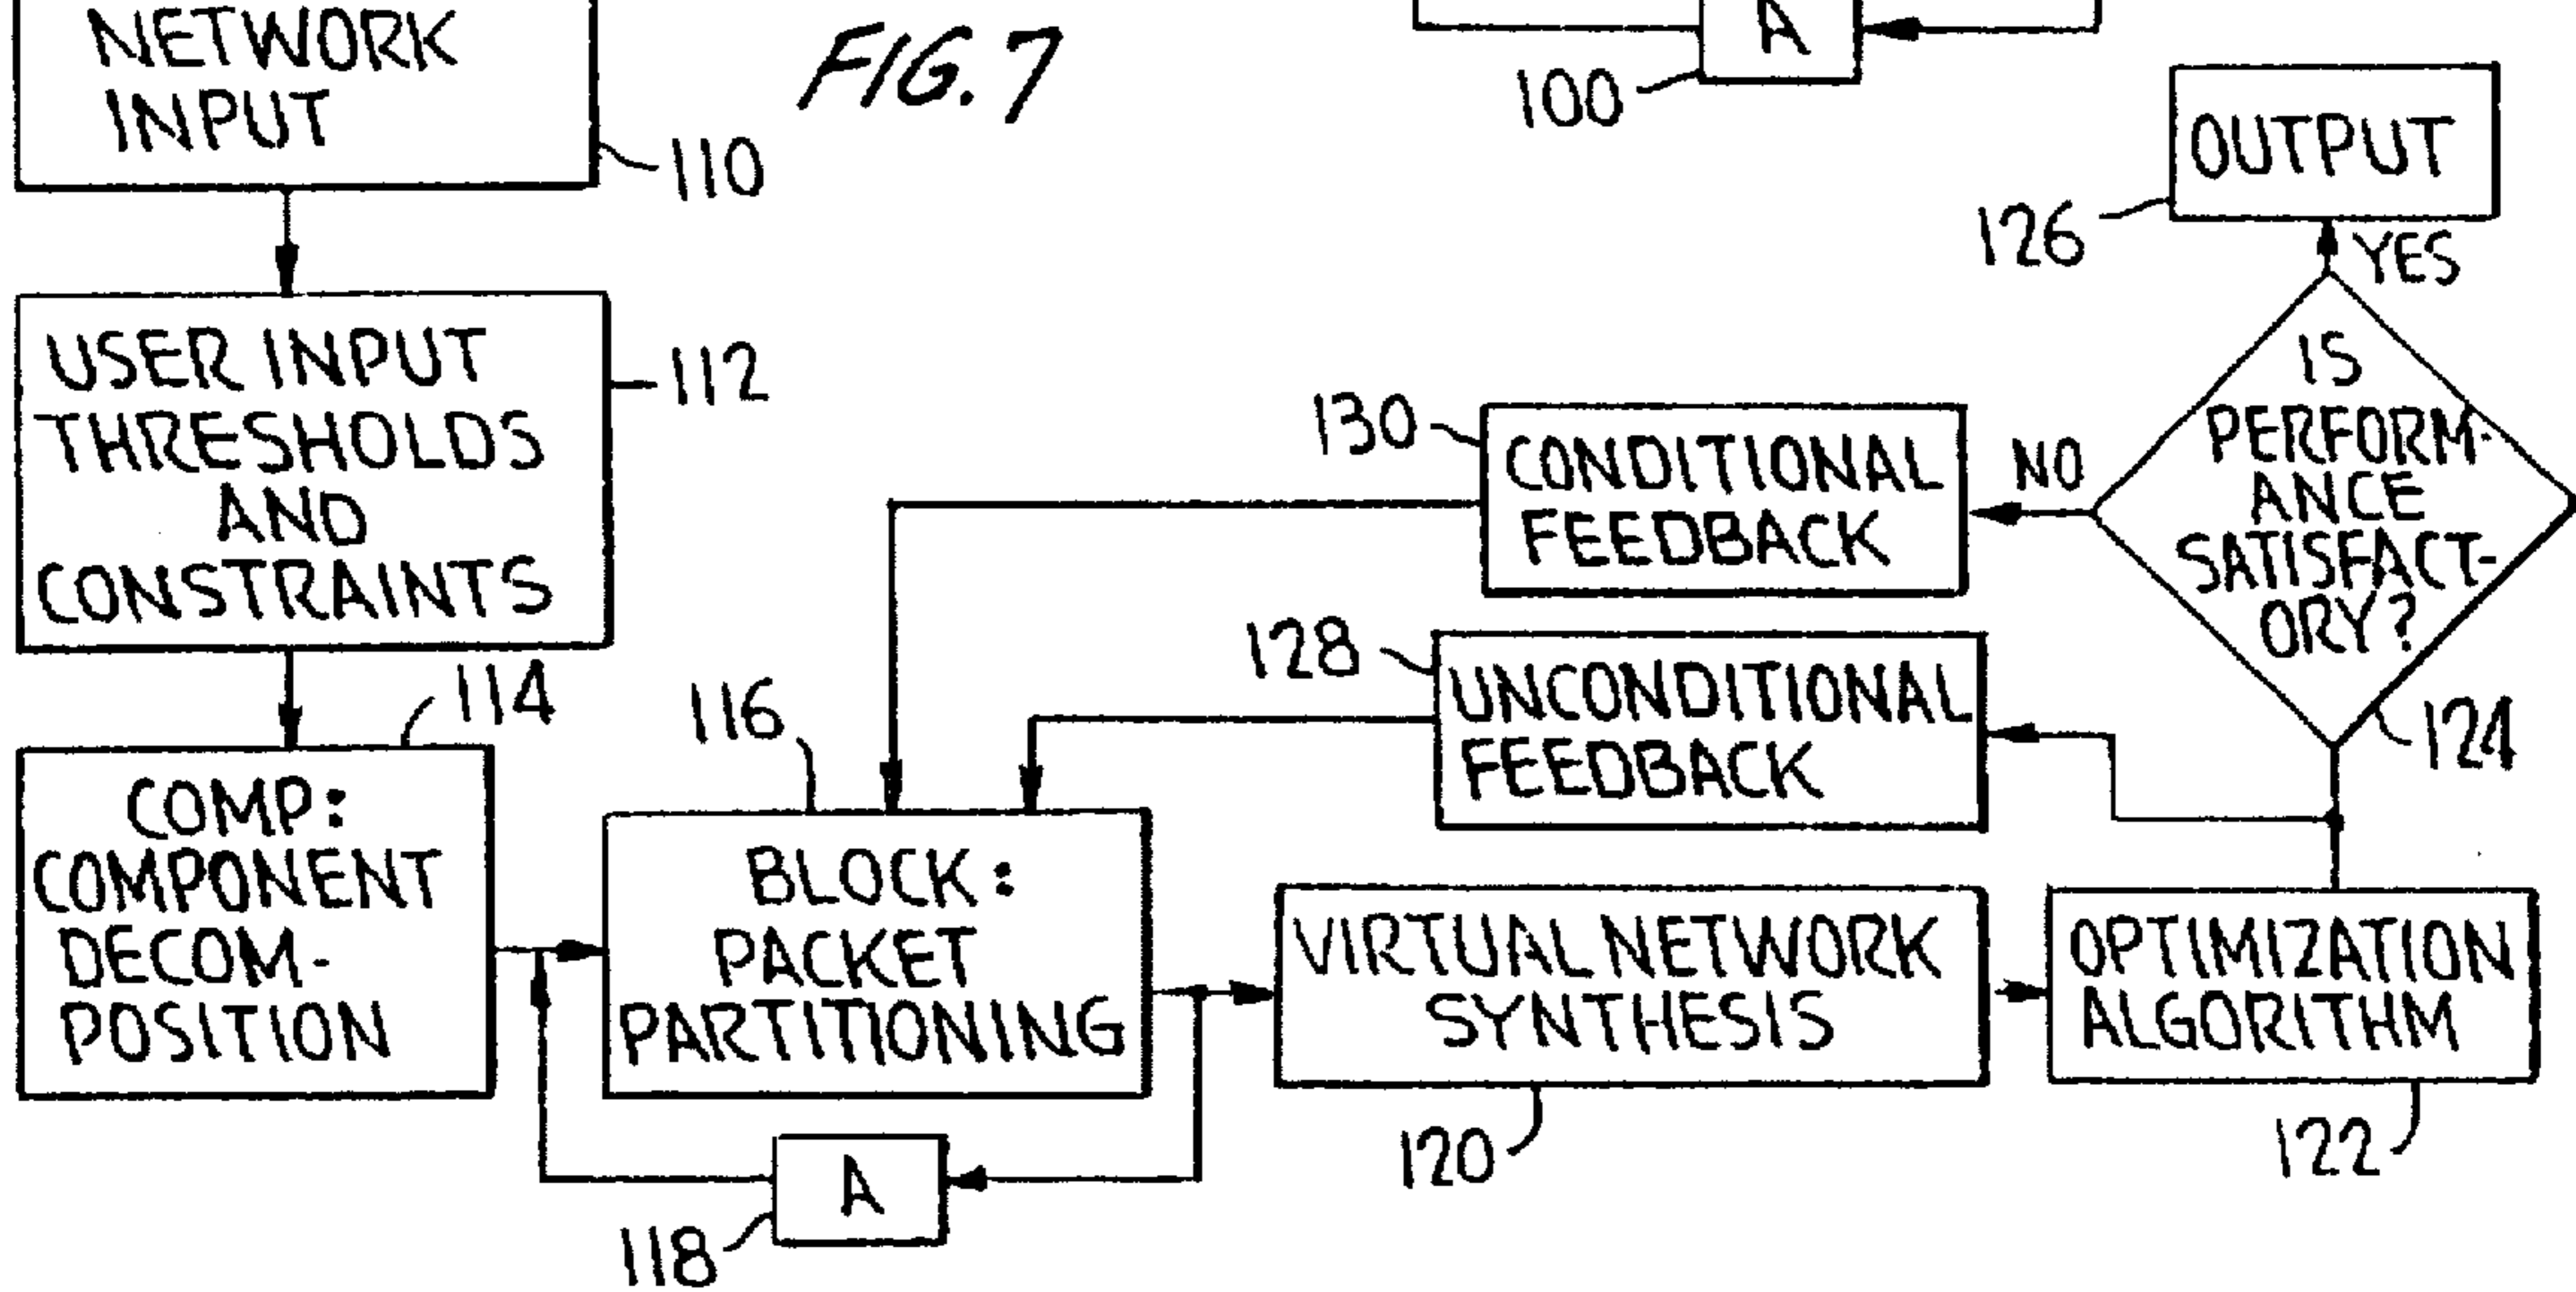 NETWORK
INPUT
110
FIG. 7
A
100
OUTPUT
126
YES
USER INPUT
THRESHOLDS
AND
CONSTRAINTS
112
130
CONDITIONAL
FEEDBACK
NO
IS
PERFORM-
ANCE
SATISFACT-
ORY?
124
128
UNCONDITIONAL
FEEDBACK
114
COMP:
COMPONENT
DECOM-
POSITION
116
BLOCK:
PACKET
PARTITIONING
A
118
VIRTUAL NETWORK
SYNTHESIS
120
OPTIMIZATION
ALGORITHM
122